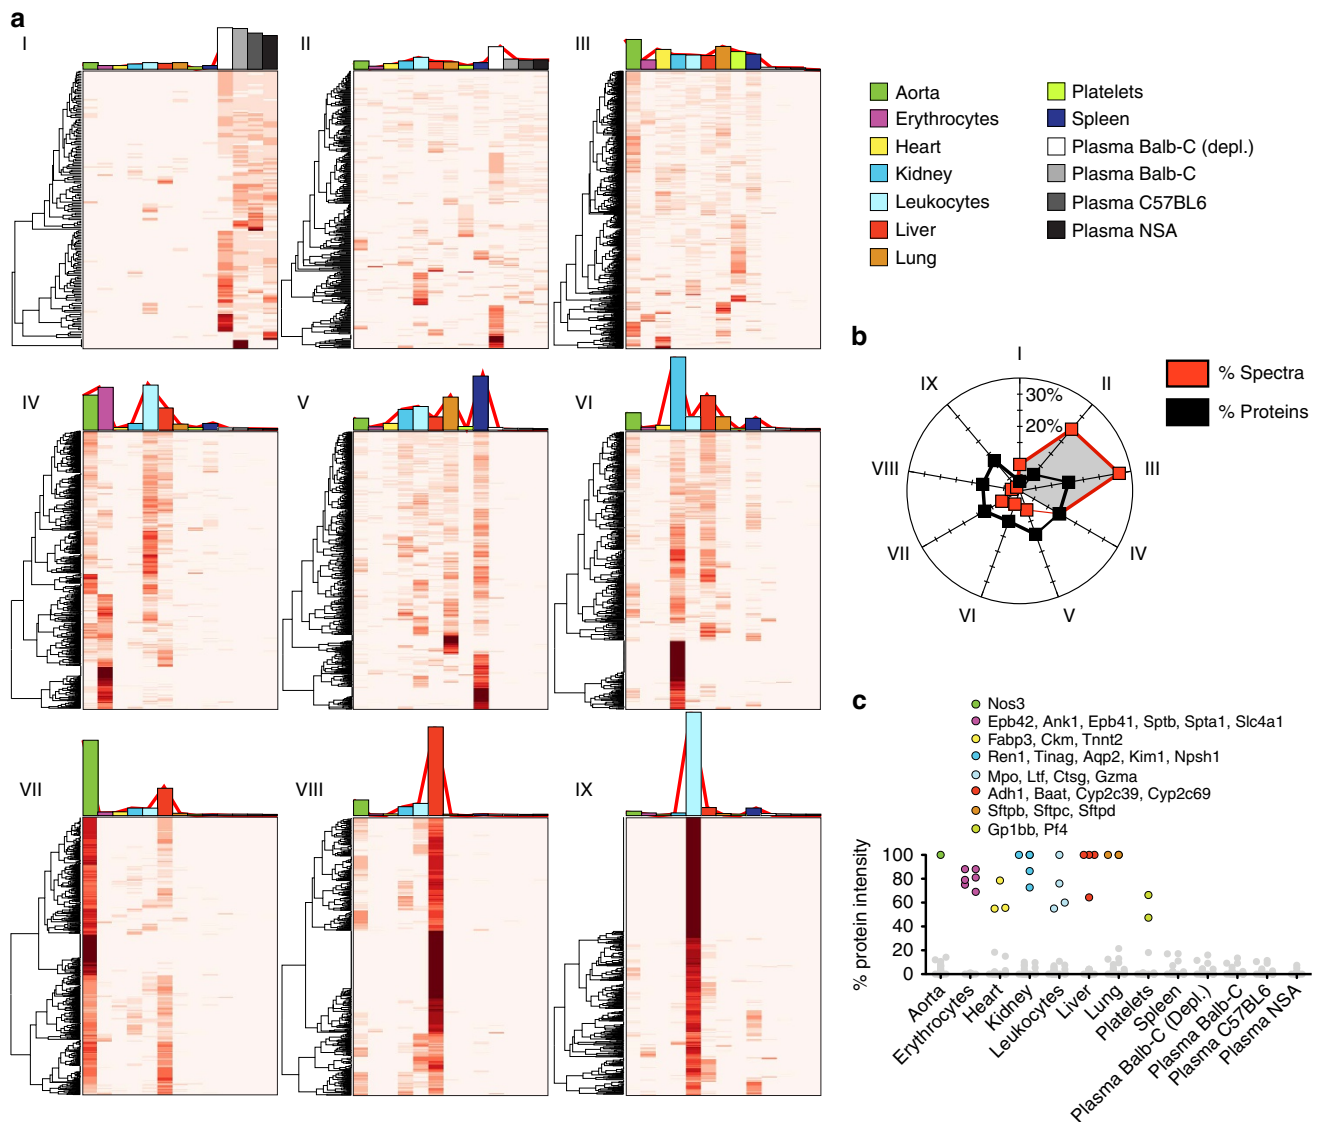 a
I
II
III
Aorta
Erythrocytes
Heart
Kidney
Leukocytes
Liver
Lung
Platelets
Spleen
Plasma Balb-C (depl.)
Plasma Balb-C
Plasma C57BL6
Plasma NSA
IV
V
VI
VII
VIII
IX
b
I
II
III
IV
V
VI
VII
VIII
IX
30%
20%
% Spectra
% Proteins
c
Nos3
Epb42, Ank1, Epb41, Sptb, Spta1, Slc4a1
Fabp3, Ckm, Tnnt2
Ren1, Tinag, Aqp2, Kim1, Npsh1
Mpo, Ltf, Ctsg, Gzma
Adh1, Baat, Cyp2c39, Cyp2c69
Sftpb, Sftpc, Sftpd
Gp1bb, Pf4
% protein intensity
100
80
60
40
20
0
Aorta
Erythrocytes
Heart
Kidney
Leukocytes
Liver
Lung
Platelets
Spleen
Plasma Balb-C (Depl.)
Plasma Balb-C
Plasma C57BL6
Plasma NSA